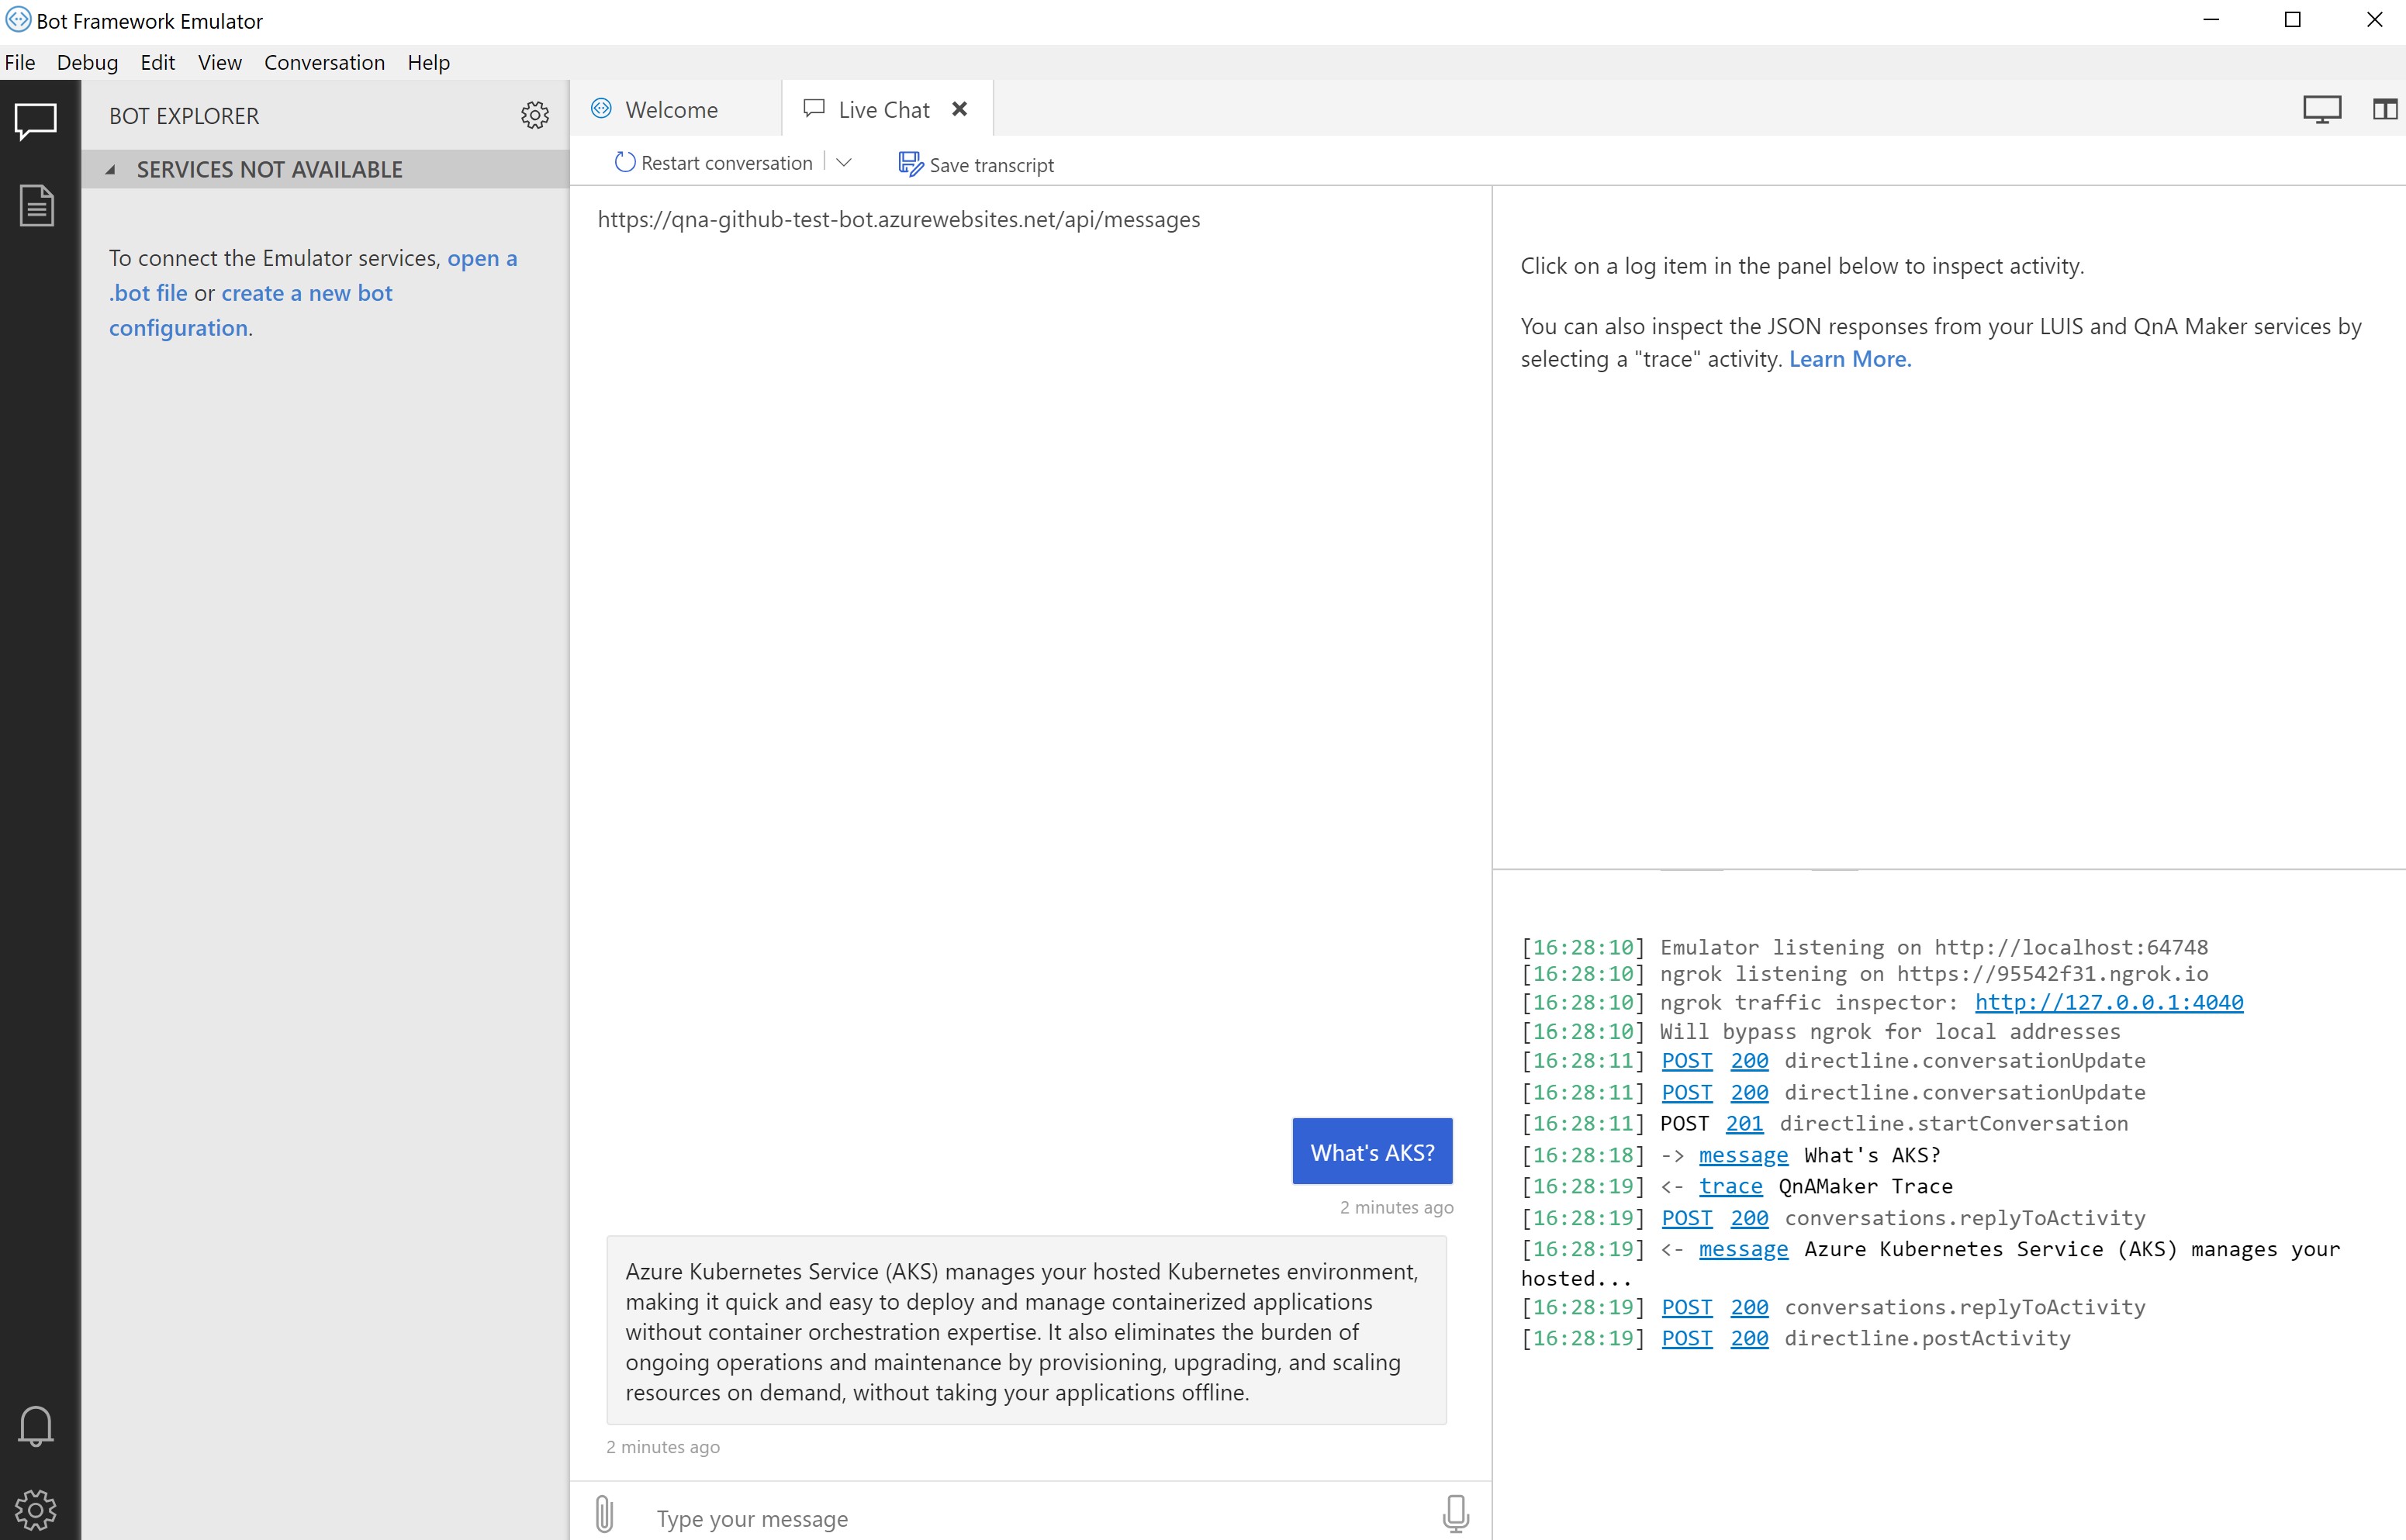 Bot Framework Emulator
File Debug Edit View Conversation Help
BOT EXPLORER
SERVICES NOT AVAILABLE
To connect the Emulator services, open a
.bot file or create a new bot
configuration.
Welcome
Live Chat
Restart conversation
Save transcript
https://qna-github-test-bot.azurewebsites.net/api/messages
What's AKS?
2 minutes ago
Azure Kubernetes Service (AKS) manages your hosted Kubernetes environment,
making it quick and easy to deploy and manage containerized applications
without container orchestration expertise. It also eliminates the burden of
ongoing operations and maintenance by provisioning, upgrading, and scaling
resources on demand, without taking your applications offline.
2 minutes ago
Type your message
Click on a log item in the panel below to inspect activity.
You can also inspect the JSON responses from your LUIS and QnA Maker services by
selecting a "trace" activity. Learn More.
[16:28:10] Emulator listening on http://localhost:64748
[16:28:10] ngrok listening on https://95542f31.ngrok.io
[16:28:10] ngrok traffic inspector: http://127.0.0.1:4040
[16:28:10] Will bypass ngrok for local addresses
[16:28:11] POST 200 directline.conversationUpdate
[16:28:11] POST 200 directline.conversationUpdate
[16:28:11] POST 201 directline.startConversation
[16:28:18] -> message What's AKS?
[16:28:19] <- trace QnAMaker Trace
[16:28:19] POST 200 conversations.replyToActivity
[16:28:19] <- message Azure Kubernetes Service (AKS) manages your
hosted...
[16:28:19] POST 200 conversations.replyToActivity
[16:28:19] POST 200 directline.postActivity